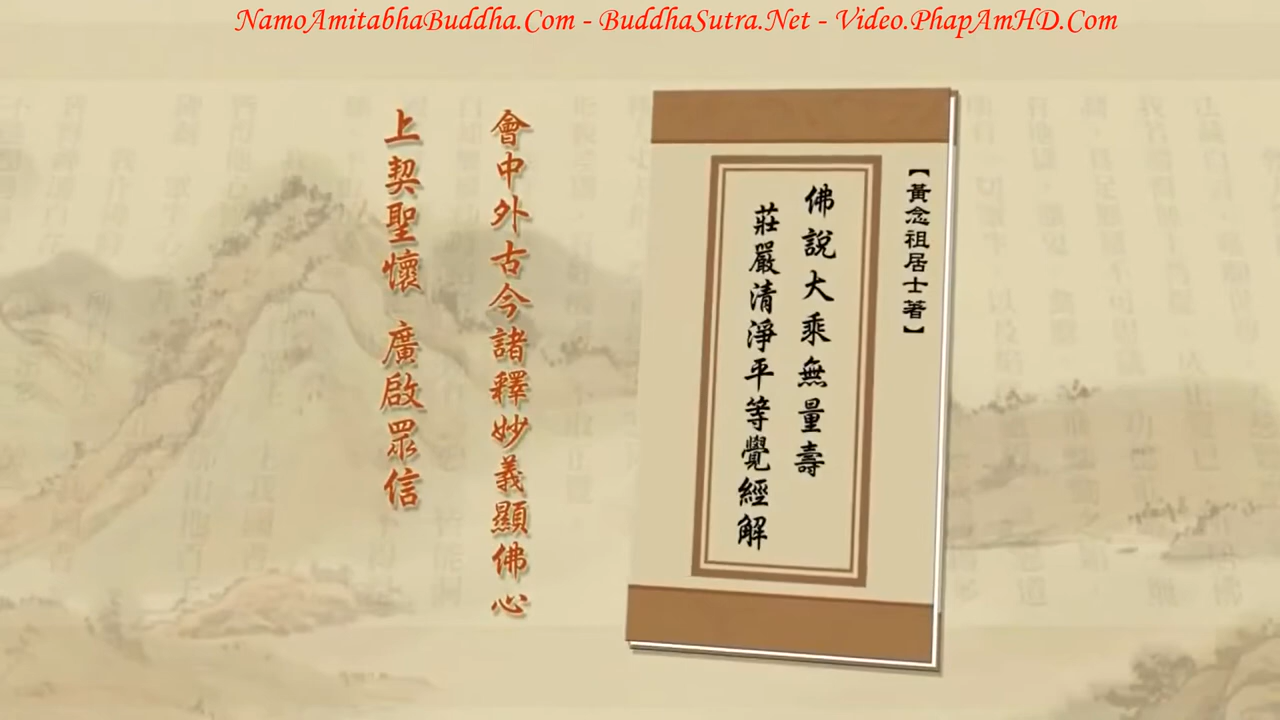 NamoAmitabhaBuddha.Com - BuddhaSutra.Net - Video.PhapAmHD.Com
【黃念祖居士著】
佛說大乘無量壽
莊嚴清淨平等覺經解
會中外古今諸釋妙義顯佛心
上契聖懷 廣啟眾信